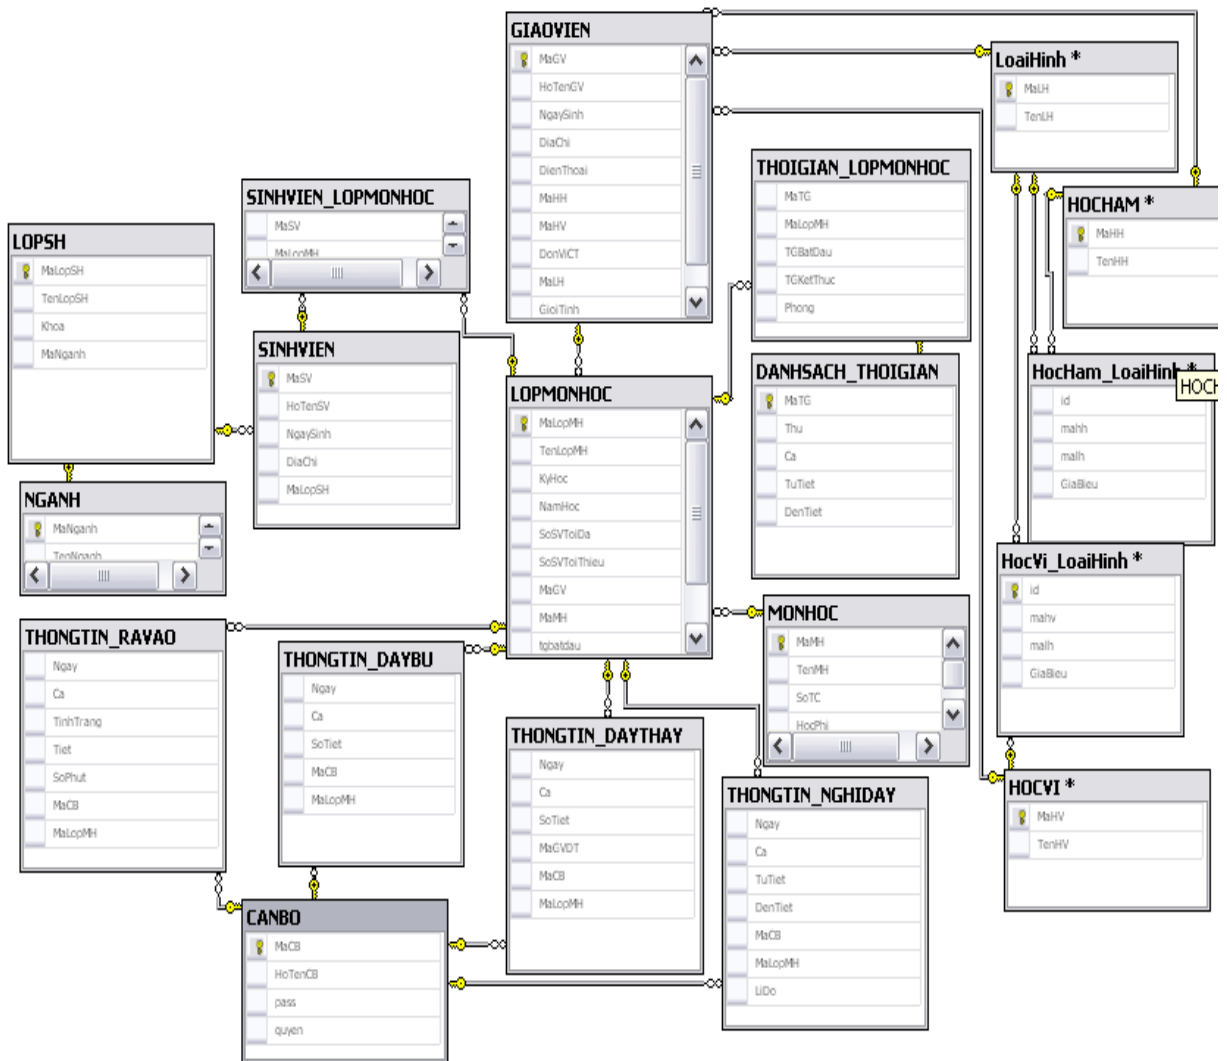 GIAOVIEN
MaGV
HoTenGV
NgaySinh
DiaChi
DienThoai
MaHH
MaHV
DonViCT
MaLH
GioiTinh
LoaiHinh *
MaLH
TenLH
THOIGIAN_LOPMONHOC
MaTG
MaLopMH
TGBatDau
TGKetThuc
Phong
HOCHAM *
MaHH
TenHH
SINHVIEN_LOPMONHOC
MaSV
MaLopMH
LOPSH
MaLopSH
TenLopSH
Khoa
MaNganh
SINHVIEN
MaSV
HoTenSV
NgaySinh
DiaChi
MaLopSH
LOPMONHOC
MaLopMH
TenLopMH
KyHoc
NamHoc
SoSVToiDa
SoSVToiThieu
MaGV
MaMH
tgbatdau
DANHSACH_THOIGIAN
MaTG
Thu
Ca
TuTiet
DenTiet
HocHam_LoaiHinh *
HOCH
id
mahh
malh
GiaBieu
NGANH
MaNganh
TenNganh
HocVi_LoaiHinh *
id
mahv
malh
GiaBieu
THONGTIN_RAVAO
Ngay
Ca
TinhTrang
Tiet
SoPhut
MaCB
MaLopMH
THONGTIN_DAYBU
Ngay
Ca
SoTiet
MaCB
MaLopMH
MONHOC
MaMH
TenMH
SoTC
HocPhi
THONGTIN_DAYTHAY
Ngay
Ca
SoTiet
MaGVDT
MaCB
MaLopMH
THONGTIN_NGHIDAY
Ngay
Ca
TuTiet
DenTiet
MaCB
MaLopMH
LiDo
HOCVI *
MaHV
TenHV
CANBO
MaCB
HoTenCB
pass
quyen